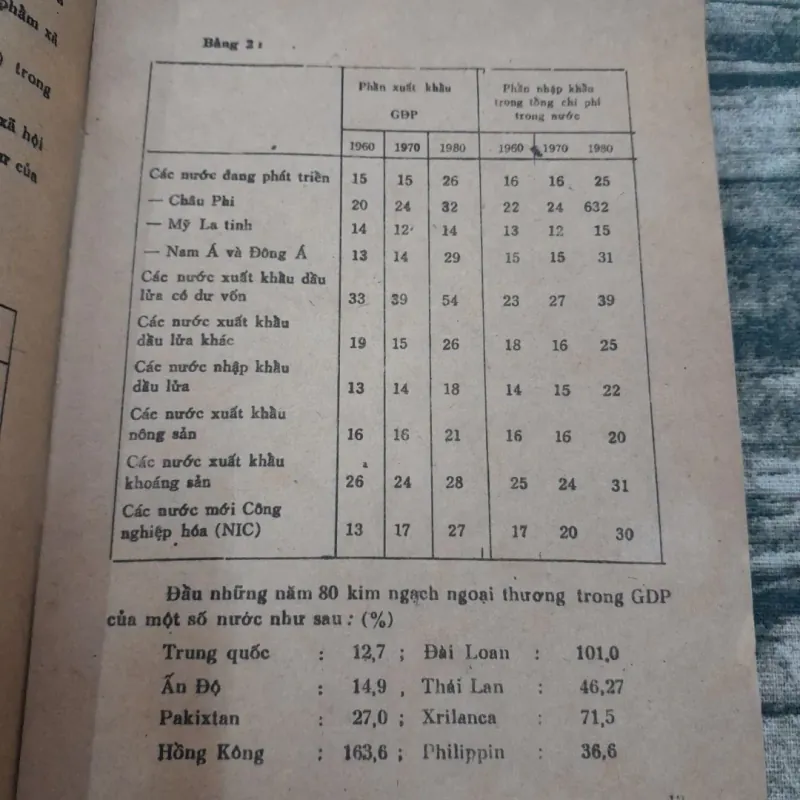 phẩm xã
trong
xã hội
của
Bảng 2 :
Phần xuất khẩu
GĐP
Phần nhập khẩu
trong tổng chi phí
trong nước
1960 1970 1980 1960 1970 1980
Các nước đang phát triển 15 15 26 16 16 25
— Châu Phi 20 24 32 22 24 632
— Mỹ La tinh 14 12 14 13 12 15
— Nam Á và Đông Á 13 14 29 15 15 31
Các nước xuất khẩu dầu
lửa có dư vốn 33 39 54 23 27 39
Các nước xuất khẩu
dầu lửa khác 19 15 26 18 16 25
Các nước nhập khẩu
dầu lửa 13 14 18 14 15 22
Các nước xuất khẩu
nông sản 16 16 21 16 16 20
Các nước xuất khẩu
khoáng sản 26 24 28 25 24 31
Các nước mới Công
nghiệp hóa (NIC) 13 17 27 17 20 30
Đầu những năm 80 kim ngạch ngoại thương trong GDP
của một số nước như sau : (%)
Trung quốc : 12,7 ; Đài Loan : 101,0
Ấn Độ : 14,9 , Thái Lan : 46,27
Pakixtan : 27,0 ; Xrilanca : 71,5
Hồng Kông : 163,6 ; Philippin : 36,6